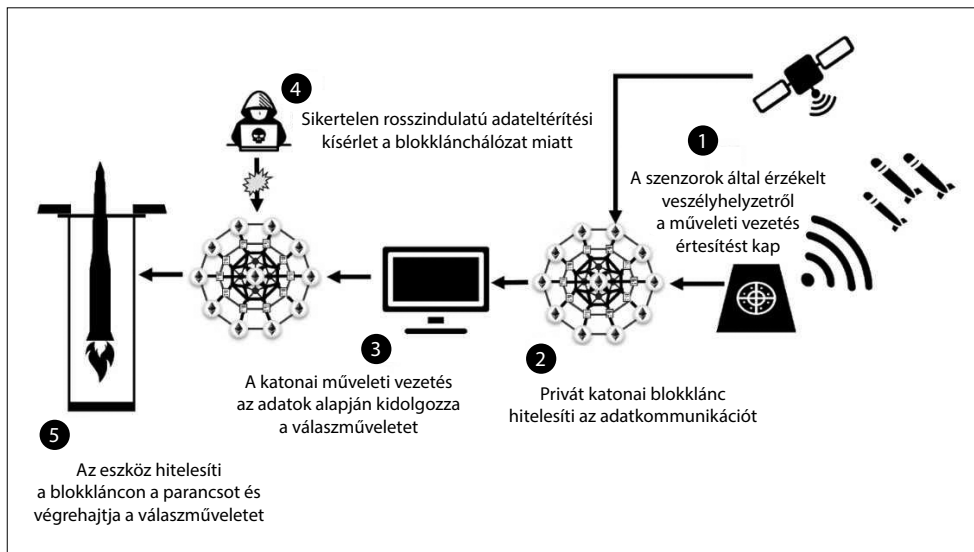 1
A szenzorok által érzékelt
veszélyhelyzetről
a műveleti vezetés
értesítést kap
2
Privát katonai blokklánc
hitelesíti az adatkommunikációt
3
A katonai műveleti vezetés
az adatok alapján kidolgozza
a válaszműveletet
4
Sikertelen rosszindulatú adateltérítési
kísérlet a blokklánchálózat miatt
5
Az eszköz hitelesíti
a blokkláncon a parancsot és
végrehajtja a válaszműveletet